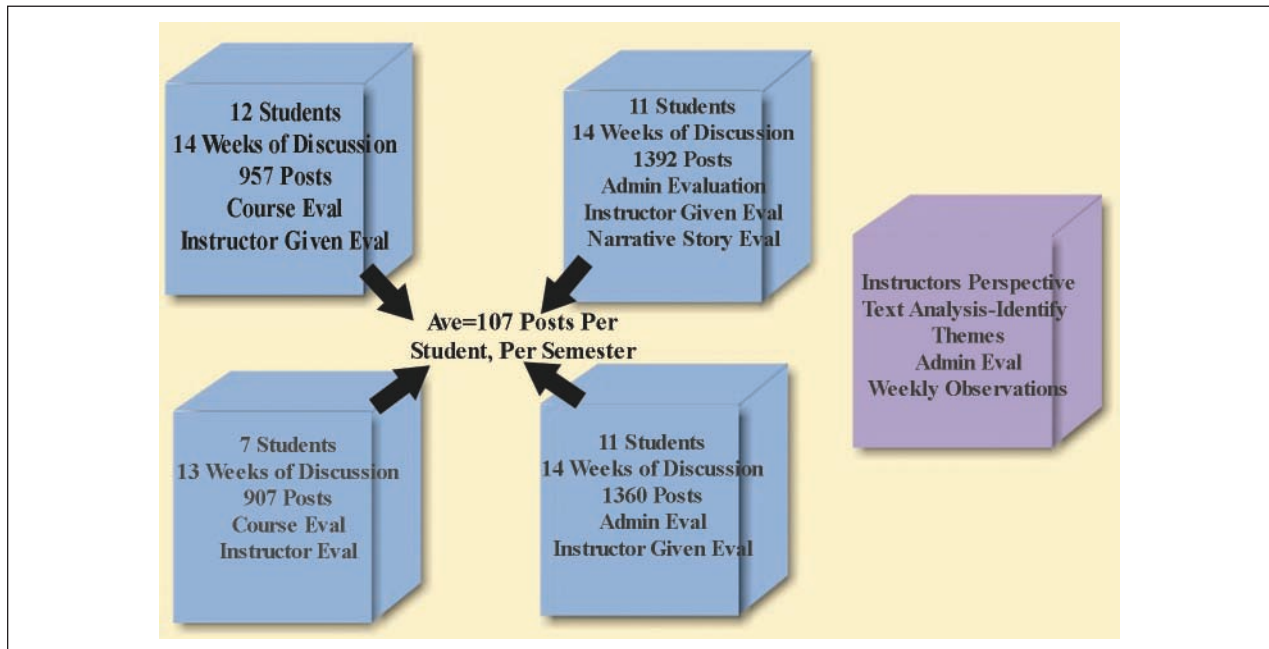 12 Students
14 Weeks of Discussion
957 Posts
Course Eval
Instructor Given Eval
11 Students
14 Weeks of Discussion
1392 Posts
Admin Evaluation
Instructor Given Eval
Narrative Story Eval
Ave=107 Posts Per
Student, Per Semester
7 Students
13 Weeks of Discussion
907 Posts
Course Eval
Instructor Eval
11 Students
14 Weeks of Discussion
1360 Posts
Admin Eval
Instructor Given Eval
Instructors Perspective
Text Analysis-Identify
Themes
Admin Eval
Weekly Observations